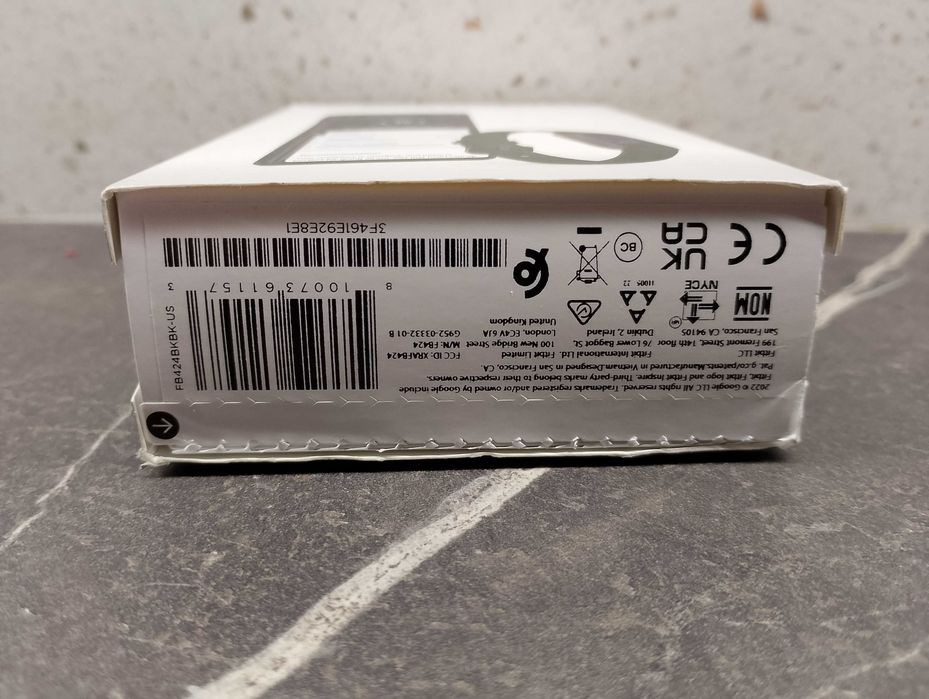 2022 © Google LLC. All rights reserved. Trademarks registered and/or owned by Google include
Fitbit, Fitbit logo and Fitbit Inspire. Third-party marks belong to their respective owners.
Pat. g.co/patents.Manufactured in Vietnam.Designed in San Francisco, CA
Fitbit LLC
199 Fremont Street, 14th floor
San Francisco, CA 94105
Fitbit International Ltd.
76 Lower Baggot St.
Dublin 2, Ireland
Fitbit Limited
100 New Bridge Street
London, EC4V 6JA
United Kingdom
FCC ID: XRAFB424
M/N: FB424
G952-03332-01 B
NOM
NYCE
11005 22
CE
UK
CA
BC
8 10073 61157 3
FB424BKBK-US
3F461E92E8E1